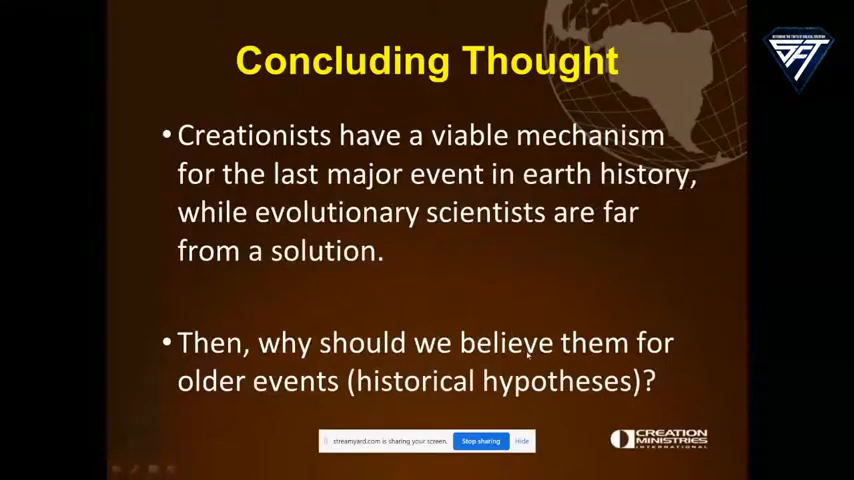 Concluding Thought
• Creationists have a viable mechanism
for the last major event in earth history,
while evolutionary scientists are far
from a solution.
• Then, why should we believe them for
older events (historical hypotheses)?
streamyard.com is sharing your screen. Stop sharing Hide
CREATION
MINISTRIES
INTERNATIONAL
SFT